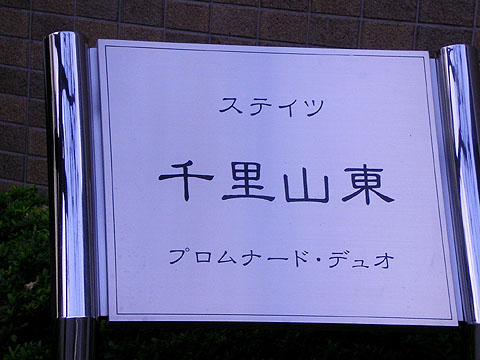 ステイツ
千里山東
プロムナード・デュオ